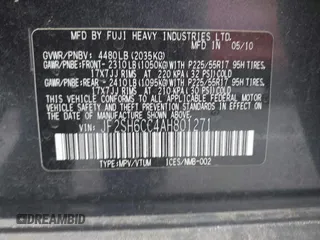 MFD. BY FUJI HEAVY INDUSTRIES LTD.
MFD. IN 05/10
GVWR/PNBV: 4480LB (2035KG)
GAWR/PNBE:FRONT-2310LB(1050KG)WITH P225/55R17 95H TIRES
17X7JJ RIMS AT 220 KPA( 32 PSI)COLD
GAWR/PNBE:REAR -2410LB(1095KG)WITH P225/55R17 95H TIRES
17X7JJ RIMS AT 210 KPA( 30 PSI)COLD
THIS VEHICLE CONFORMS TO ALL APPLICABLE FEDERAL
MOTOR VEHICLE SAFETY AND THEFT PREVENTION STANDARDS
IN EFFECT ON THE DATE OF MANUFACTURE SHOWN ABOVE
VIN: JF2SH6CC4AH801271
TYPE:MPV/VTUM ICES/NMB-002
DREAMBID